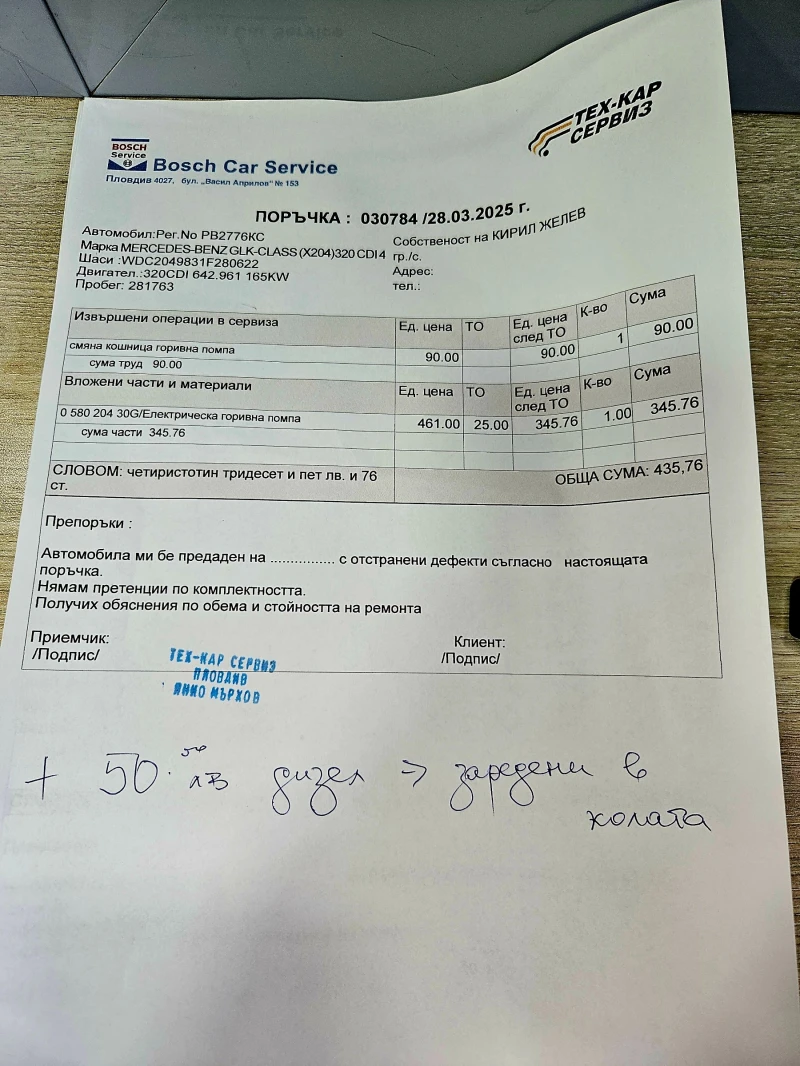 BOSCH
Service
Bosch Car Service
Пловдив 4027, бул. „Васил Априлов" № 153
ТЕХ-КАР
СЕРВИЗ
ПОРЪЧКА : 030784 /28.03.2025 г.
Автомобил:Рег.No PB2776KC
Марка MERCEDES-BENZ GLK-CLASS (X204)320 CDI 4
Шаси :WDC2049831F280622
Двигател.:320CDI 642.961 165KW
Пробег: 281763
Собственост на КИРИЛ ЖЕЛЕВ
гр./с.
Адрес:
тел.:
Извършени операции в сервиза Ед. цена ТО Ед. цена след ТО К-во Сума
смяна кошница горивна помпа 90.00 90.00 1 90.00
сума труд 90.00
Вложени части и материали Ед. цена ТО Ед. цена след ТО К-во Сума
0 580 204 30G/Електрическа горивна помпа 461.00 25.00 345.76 1.00 345.76
сума части 345.76
СЛОВОМ: четиристотин тридесет и пет лв. и 76
ст.
ОБЩА СУМА: 435,76
Препоръки :
Автомобила ми бе предаден на ................ с отстранени дефекти съгласно настоящата
поръчка.
Нямам претенции по комплектността.
Получих обяснения по обема и стойността на ремонта
Приемчик:
/Подпис/
Клиент:
/Подпис/
ТЕХ-КАР СЕРВИЗ
ПЛОВДИВ
ЯНИО МЪРХОВ
+ 50.⁰⁰ лв дизел → заредени в
колата